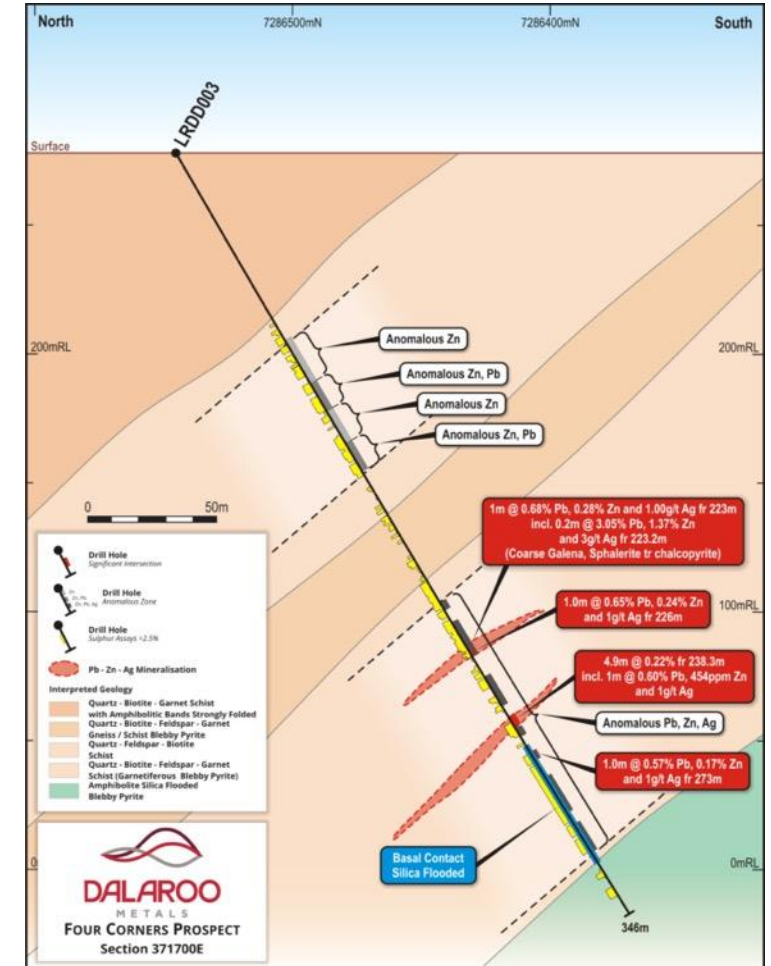 North
7286500mN
7286400mN
South
LRDD003
Surface
200mRL
200mRL
Anomalous Zn
Anomalous Zn, Pb
Anomalous Zn
Anomalous Zn, Pb
0
50m
1m @ 0.68% Pb, 0.28% Zn and 1.00g/t Ag fr 223m
incl. 0.2m @ 3.05% Pb, 1.37% Zn
and 3g/t Ag fr 223.2m
(Coarse Galena, Sphalerite tr chalcopyrite)
100mRL
1.0m @ 0.65% Pb, 0.24% Zn
and 1g/t Ag fr 226m
4.9m @ 0.22% fr 238.3m
incl. 1m @ 0.60% Pb, 454ppm Zn
and 1g/t Ag
Anomalous Pb, Zn, Ag
1.0m @ 0.57% Pb, 0.17% Zn
and 1g/t Ag fr 273m
Basal Contact
Silica Flooded
0
0mRL
346m
Drill Hole
Significant Intersection
Zn
Zn, Pb
Zn, Pb, Ag
Drill Hole
Anomalous Zone
Drill Hole
Sulphur Assays >2.5%
Pb - Zn - Ag Mineralisation
Interpreted Geology
Quartz - Biotite - Garnet Schist
with Amphibolitic Bands Strongly Folded
Quartz - Biotite - Feldspar - Garnet
Gneiss / Schist Blebby Pyrite
Quartz - Feldspar - Biotite
Schist
Quartz - Biotite - Feldspar - Garnet
Schist (Garnetiferous Blebby Pyrite)
Amphibolite Silica Flooded
Blebby Pyrite
DALAROO
METALS
FOUR CORNERS PROSPECT
Section 371700E